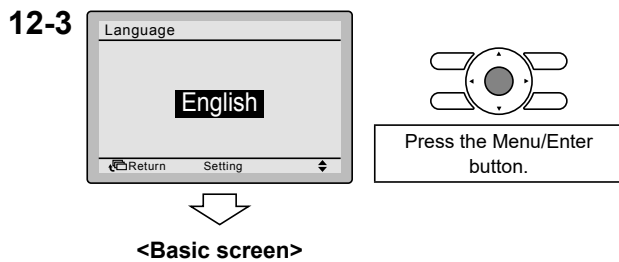 12-3
Language
English
Return Setting
Press the Menu/Enter
button.
<Basic screen>